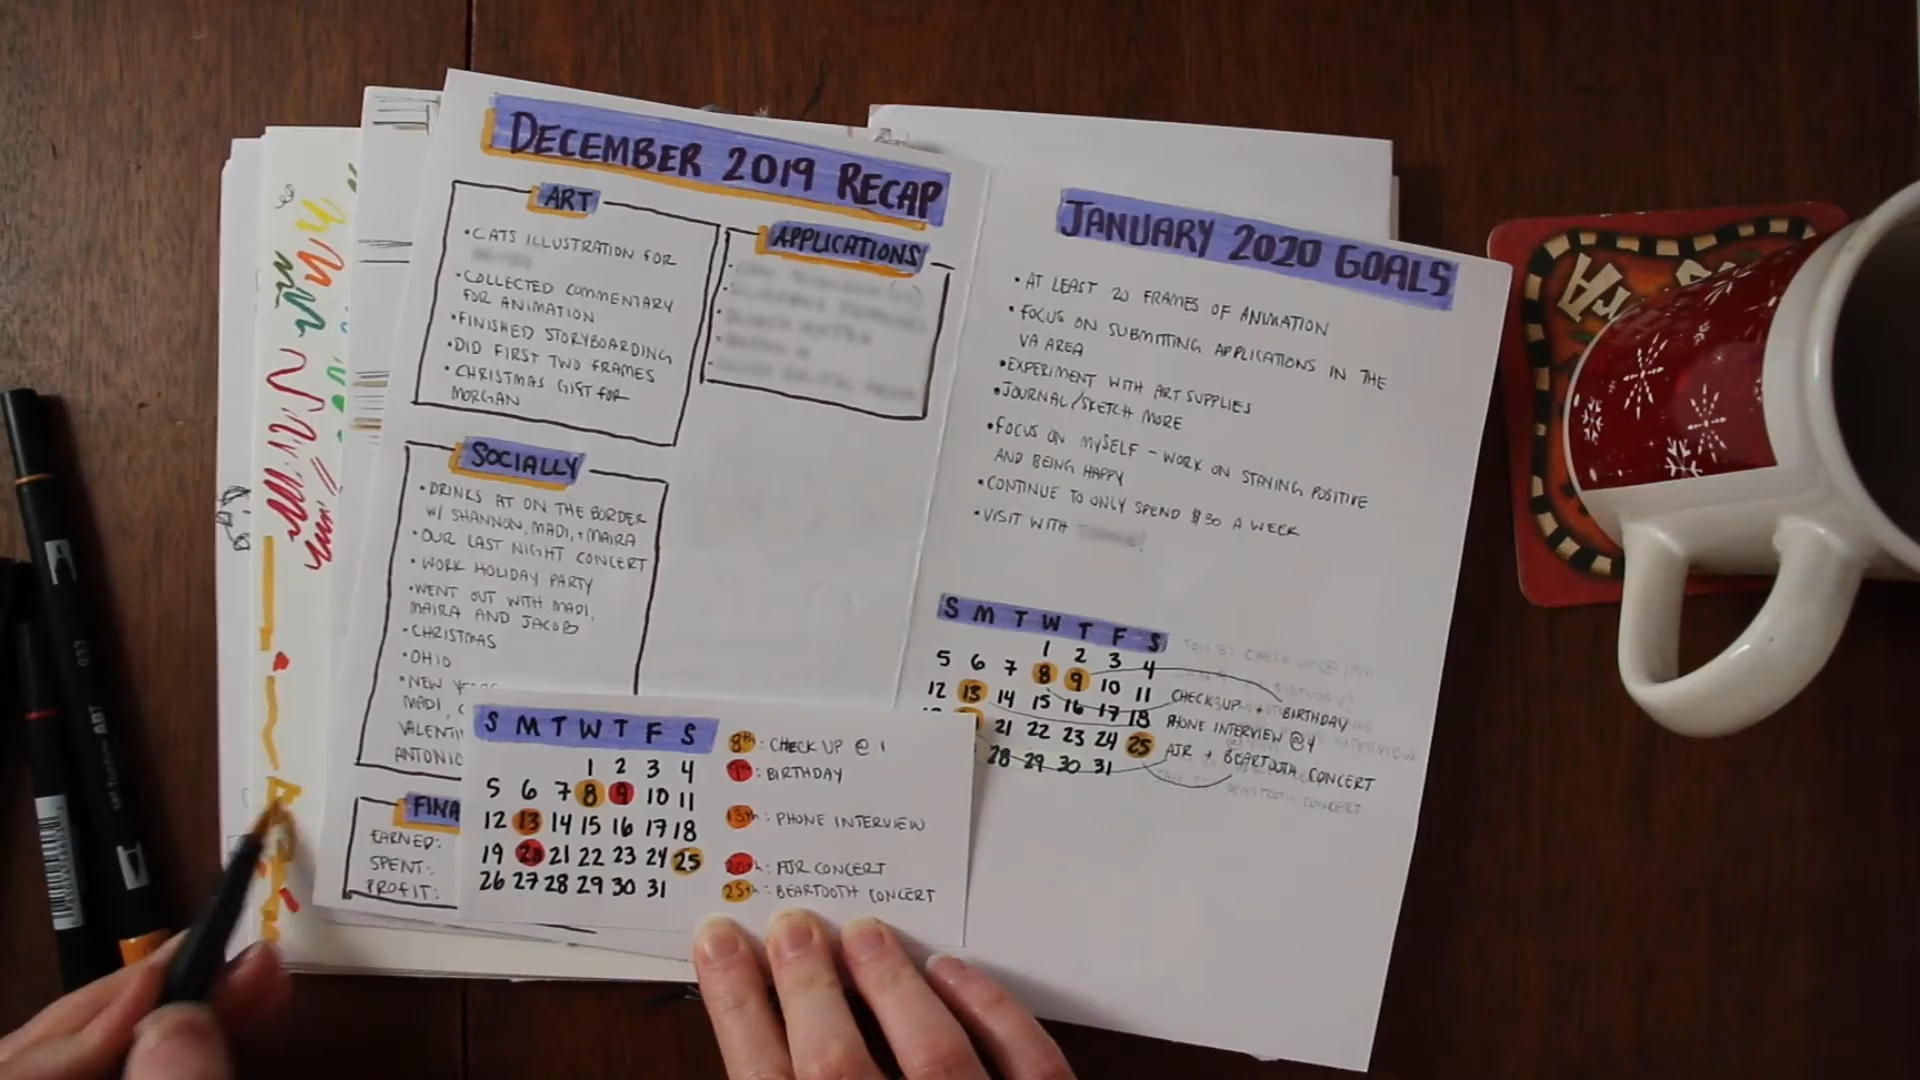 DECEMBER 2019 RECAP
ART
• CATS ILLUSTRATION FOR
• COLLECTED COMMENTARY
FOR ANIMATION
• FINISHED STORYBOARDING
• DID FIRST TWO FRAMES
• CHRISTMAS GIFT FOR
MORGAN
APPLICATIONS
SOCIALLY
• DRINKS AT ON THE BORDER
W/ SHANNON, MADI, + MAIRA
• OUR LAST NIGHT CONCERT
• WORK HOLIDAY PARTY
• WENT OUT WITH MADI,
MAIRA AND JACOB
• CHRISTMAS
• OHIO
• NEW
MADI,
VALENTI
ANTONIO
FINA
EARNED:
SPENT:
PROFIT:
S M T W T F S
1 2 3 4
5 6 7 8 9 10 11
12 13 14 15 16 17 18
19 20 21 22 23 24 25
26 27 28 29 30 31
8th: CHECK UP @ 1
9th: BIRTHDAY
13th: PHONE INTERVIEW
20th: AJR CONCERT
25th: BEARTOOTH CONCERT
JANUARY 2020 GOALS
• AT LEAST 20 FRAMES OF ANIMATION
• FOCUS ON SUBMITTING APPLICATIONS IN THE
VA AREA
• EXPERIMENT WITH ART SUPPLIES
• JOURNAL/SKETCH MORE
• FOCUS ON MYSELF - WORK ON STAYING POSITIVE
AND BEING HAPPY
• CONTINUE TO ONLY SPEND $30 A WEEK
• VISIT WITH
S M T W T F S
1 2 3 4
5 6 7 8 9 10 11
12 13 14 15 16 17 18
21 22 23 24 25
28 29 30 31
CHECKUP + BIRTHDAY
PHONE INTERVIEW @4
AJR + BEARTOOTH CONCERT
BEARTOOTH CONCERT